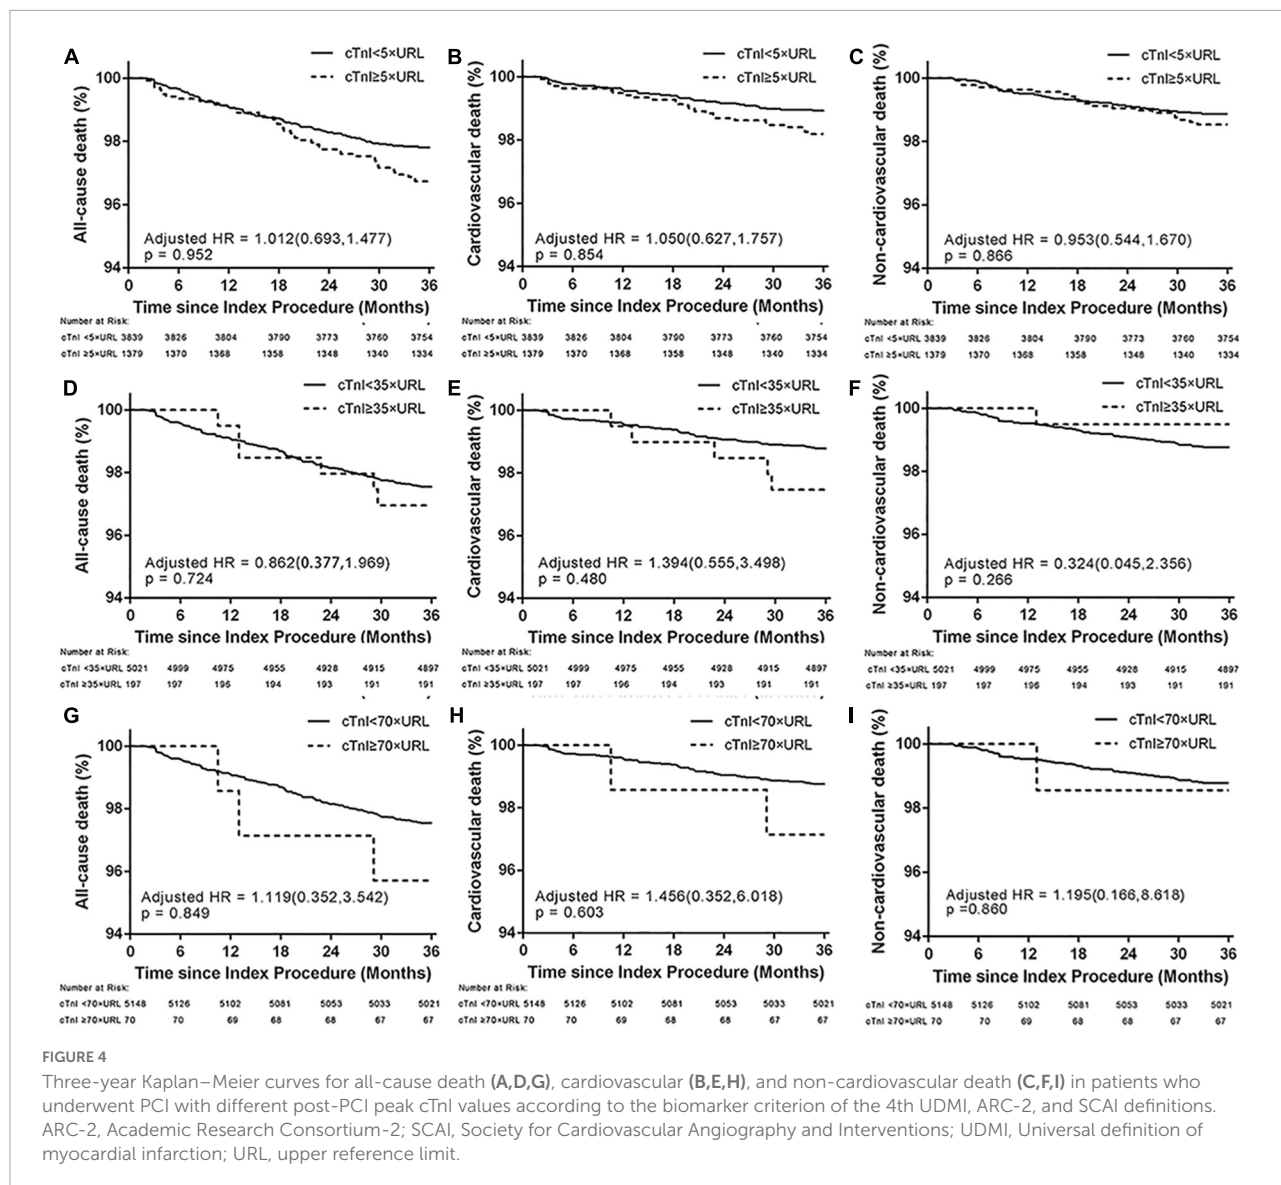 A
cTnI<5×URL
cTnI≥5×URL
All-cause death (%)
100
98
96
94
Adjusted HR = 1.012(0.693,1.477)
p = 0.952
0 6 12 18 24 30 36
Time since Index Procedure (Months)
Number at Risk:
cTnI <5×URL 3839 3826 3804 3790 3773 3760 3754
cTnI ≥5×URL 1379 1370 1368 1358 1348 1340 1334
B
cTnI<5×URL
cTnI≥5×URL
Cardiovascular death (%)
100
98
96
94
Adjusted HR = 1.050(0.627,1.757)
p = 0.854
0 6 12 18 24 30 36
Time since Index Procedure (Months)
Number at Risk:
cTnI <5×URL 3839 3826 3804 3790 3773 3760 3754
cTnI ≥5×URL 1379 1370 1368 1358 1348 1340 1334
C
cTnI<5×URL
cTnI≥5×URL
Non-cardiovascular death (%)
100
98
96
94
Adjusted HR = 0.953(0.544,1.670)
p = 0.866
0 6 12 18 24 30 36
Time since Index Procedure (Months)
Number at Risk:
cTnI <5×URL 3839 3826 3804 3790 3773 3760 3754
cTnI ≥5×URL 1379 1370 1368 1358 1348 1340 1334
D
cTnI<35×URL
cTnI≥35×URL
All-cause death (%)
100
98
96
94
Adjusted HR = 0.862(0.377,1.969)
p = 0.724
0 6 12 18 24 30 36
Time since Index Procedure (Months)
Number at Risk:
cTnI <35×URL 5021 4999 4975 4955 4928 4915 4897
cTnI ≥35×URL 197 197 196 194 193 191 191
E
cTnI<35×URL
cTnI≥35×URL
Cardiovascular death (%)
100
98
96
94
Adjusted HR = 1.394(0.555,3.498)
p = 0.480
0 6 12 18 24 30 36
Time since Index Procedure (Months)
Number at Risk:
cTnI <35×URL 5021 4999 4975 4955 4928 4915 4897
cTnI ≥35×URL 197 197 196 194 193 191 191
F
cTnI<35×URL
cTnI≥35×URL
Non-cardiovascular death (%)
100
98
96
94
Adjusted HR = 0.324(0.045,2.356)
p = 0.266
0 6 12 18 24 30 36
Time since Index Procedure (Months)
Number at Risk:
cTnI <35×URL 5021 4999 4975 4955 4928 4915 4897
cTnI ≥35×URL 197 197 196 194 193 191 191
G
cTnI<70×URL
cTnI≥70×URL
All-cause death (%)
100
98
96
94
Adjusted HR = 1.119(0.352,3.542)
p = 0.849
0 6 12 18 24 30 36
Time since Index Procedure (Months)
Number at Risk:
cTnI <70×URL 5148 5126 5102 5081 5053 5033 5021
cTnI ≥70×URL 70 70 69 68 68 67 67
H
cTnI<70×URL
cTnI≥70×URL
Cardiovascular death (%)
100
98
96
94
Adjusted HR = 1.456(0.352,6.018)
p = 0.603
0 6 12 18 24 30 36
Time since Index Procedure (Months)
Number at Risk:
cTnI <70×URL 5148 5126 5102 5081 5053 5033 5021
cTnI ≥70×URL 70 70 69 68 68 67 67
I
cTnI<70×URL
cTnI≥70×URL
Non-cardiovascular death (%)
100
98
96
94
Adjusted HR = 1.195(0.166,8.618)
p =0.860
0 6 12 18 24 30 36
Time since Index Procedure (Months)
Number at Risk:
cTnI <70×URL 5148 5126 5102 5081 5053 5033 5021
cTnI ≥70×URL 70 70 69 68 68 67 67
FIGURE 4
Three-year Kaplan–Meier curves for all-cause death (A,D,G), cardiovascular (B,E,H), and non-cardiovascular death (C,F,I) in patients who
underwent PCI with different post-PCI peak cTnI values according to the biomarker criterion of the 4th UDMI, ARC-2, and SCAI definitions.
ARC-2, Academic Research Consortium-2; SCAI, Society for Cardiovascular Angiography and Interventions; UDMI, Universal definition of
myocardial infarction; URL, upper reference limit.